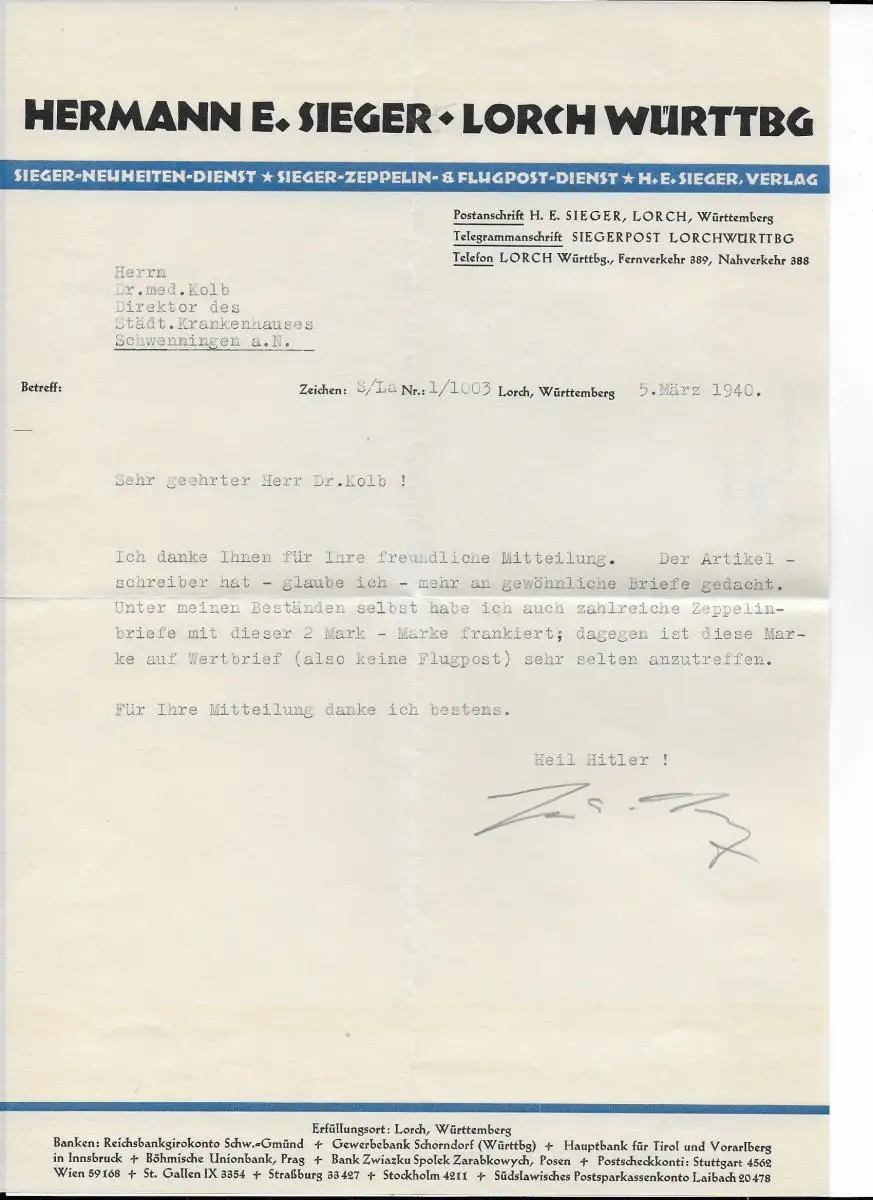 HERMANN E. SIEGER • LORCH WÜRTTBG
SIEGER-NEUHEITEN-DIENST ★ SIEGER-ZEPPELIN- & FLUGPOST-DIENST ★ H.E.SIEGER, VERLAG
Postanschrift H. E. SIEGER, LORCH, Württemberg
Telegrammanschrift SIEGERPOST LORCHWÜRTTBG
Telefon LORCH Württbg., Fernverkehr 389, Nahverkehr 388
Herrn
Dr.med.Kolb
Direktor des
Städt.Krankenhauses
Schwenningen a.N.
Betreff: Zeichen: S/La Nr.: 1/1003 Lorch, Württemberg 5.März 1940.
Sehr geehrter Herr Dr.Kolb !
Ich danke Ihnen für Ihre freundliche Mitteilung. Der Artikel -
schreiber hat - glaube ich - mehr an gewöhnliche Briefe gedacht.
Unter meinen Beständen selbst habe ich auch zahlreiche Zeppelin-
briefe mit dieser 2 Mark - Marke frankiert; dagegen ist diese Mar-
ke auf Wertbrief (also keine Flugpost) sehr selten anzutreffen.
Für Ihre Mitteilung danke ich bestens.
Heil Hitler !
Erfüllungsort: Lorch, Württemberg
Banken: Reichsbankgirokonto Schw.-Gmünd + Gewerbebank Schorndorf (Württbg) + Hauptbank für Tirol und Vorarlberg
in Innsbruck + Böhmische Unionbank, Prag + Bank Zwiazku Spolek Zarabkowych, Posen + Postscheckkonti: Stuttgart 4562
Wien 59168 + St. Gallen IX 3354 + Straßburg 33427 + Stockholm 4211 + Südslawisches Postsparkassenkonto Laibach 20478